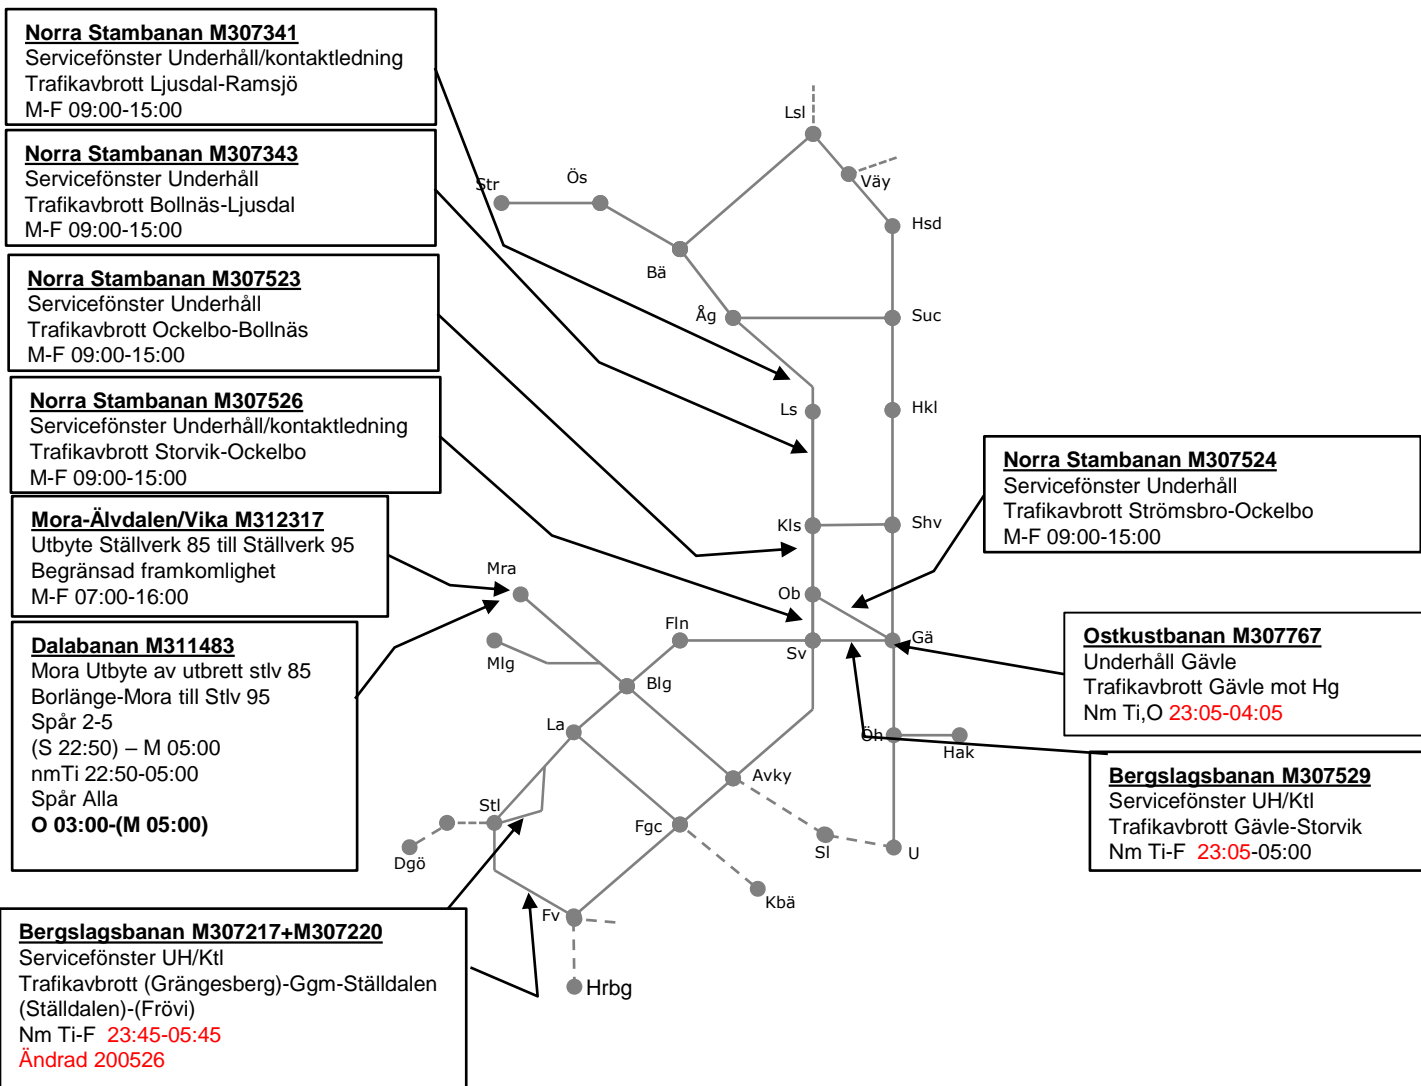 Norra Stambanan M307341
Servicefönster Underhåll/kontaktledning
Trafikavbrott Ljusdal-Ramsjö
M-F 09:00-15:00
Norra Stambanan M307343
Servicefönster Underhåll
Trafikavbrott Bollnäs-Ljusdal
M-F 09:00-15:00
Norra Stambanan M307523
Servicefönster Underhåll
Trafikavbrott Ockelbo-Bollnäs
M-F 09:00-15:00
Norra Stambanan M307526
Servicefönster Underhåll/kontaktledning
Trafikavbrott Storvik-Ockelbo
M-F 09:00-15:00
Mora-Älvdalen/Vika M312317
Utbyte Ställverk 85 till Ställverk 95
Begränsad framkomlighet
M-F 07:00-16:00
Dalabanan M311483
Mora Utbyte av utbrett stlv 85
Borlänge-Mora till Stlv 95
Spår 2-5
(S 22:50) – M 05:00
nmTi 22:50-05:00
Spår Alla
O 03:00-(M 05:00)
Bergslagsbanan M307217+M307220
Servicefönster UH/Ktl
Trafikavbrott (Grängesberg)-Ggm-Ställdalen
(Ställdalen)-(Frövi)
Nm Ti-F 23:45-05:45
Ändrad 200526
Lsl
Väy
Str
Ös
Hsd
Bä
Åg
Suc
Ls
Hkl
Kls
Shv
Mra
Ob
Fln
Sv
Gä
Mlg
Blg
La
Öh
Hak
Avky
Stl
Fgc
Sl
U
Dgö
Kbä
Fv
Hrbg
Norra Stambanan M307524
Servicefönster Underhåll
Trafikavbrott Strömsbro-Ockelbo
M-F 09:00-15:00
Ostkustbanan M307767
Underhåll Gävle
Trafikavbrott Gävle mot Hg
Nm Ti,O 23:05-04:05
Bergslagsbanan M307529
Servicefönster UH/Ktl
Trafikavbrott Gävle-Storvik
Nm Ti-F 23:05-05:00